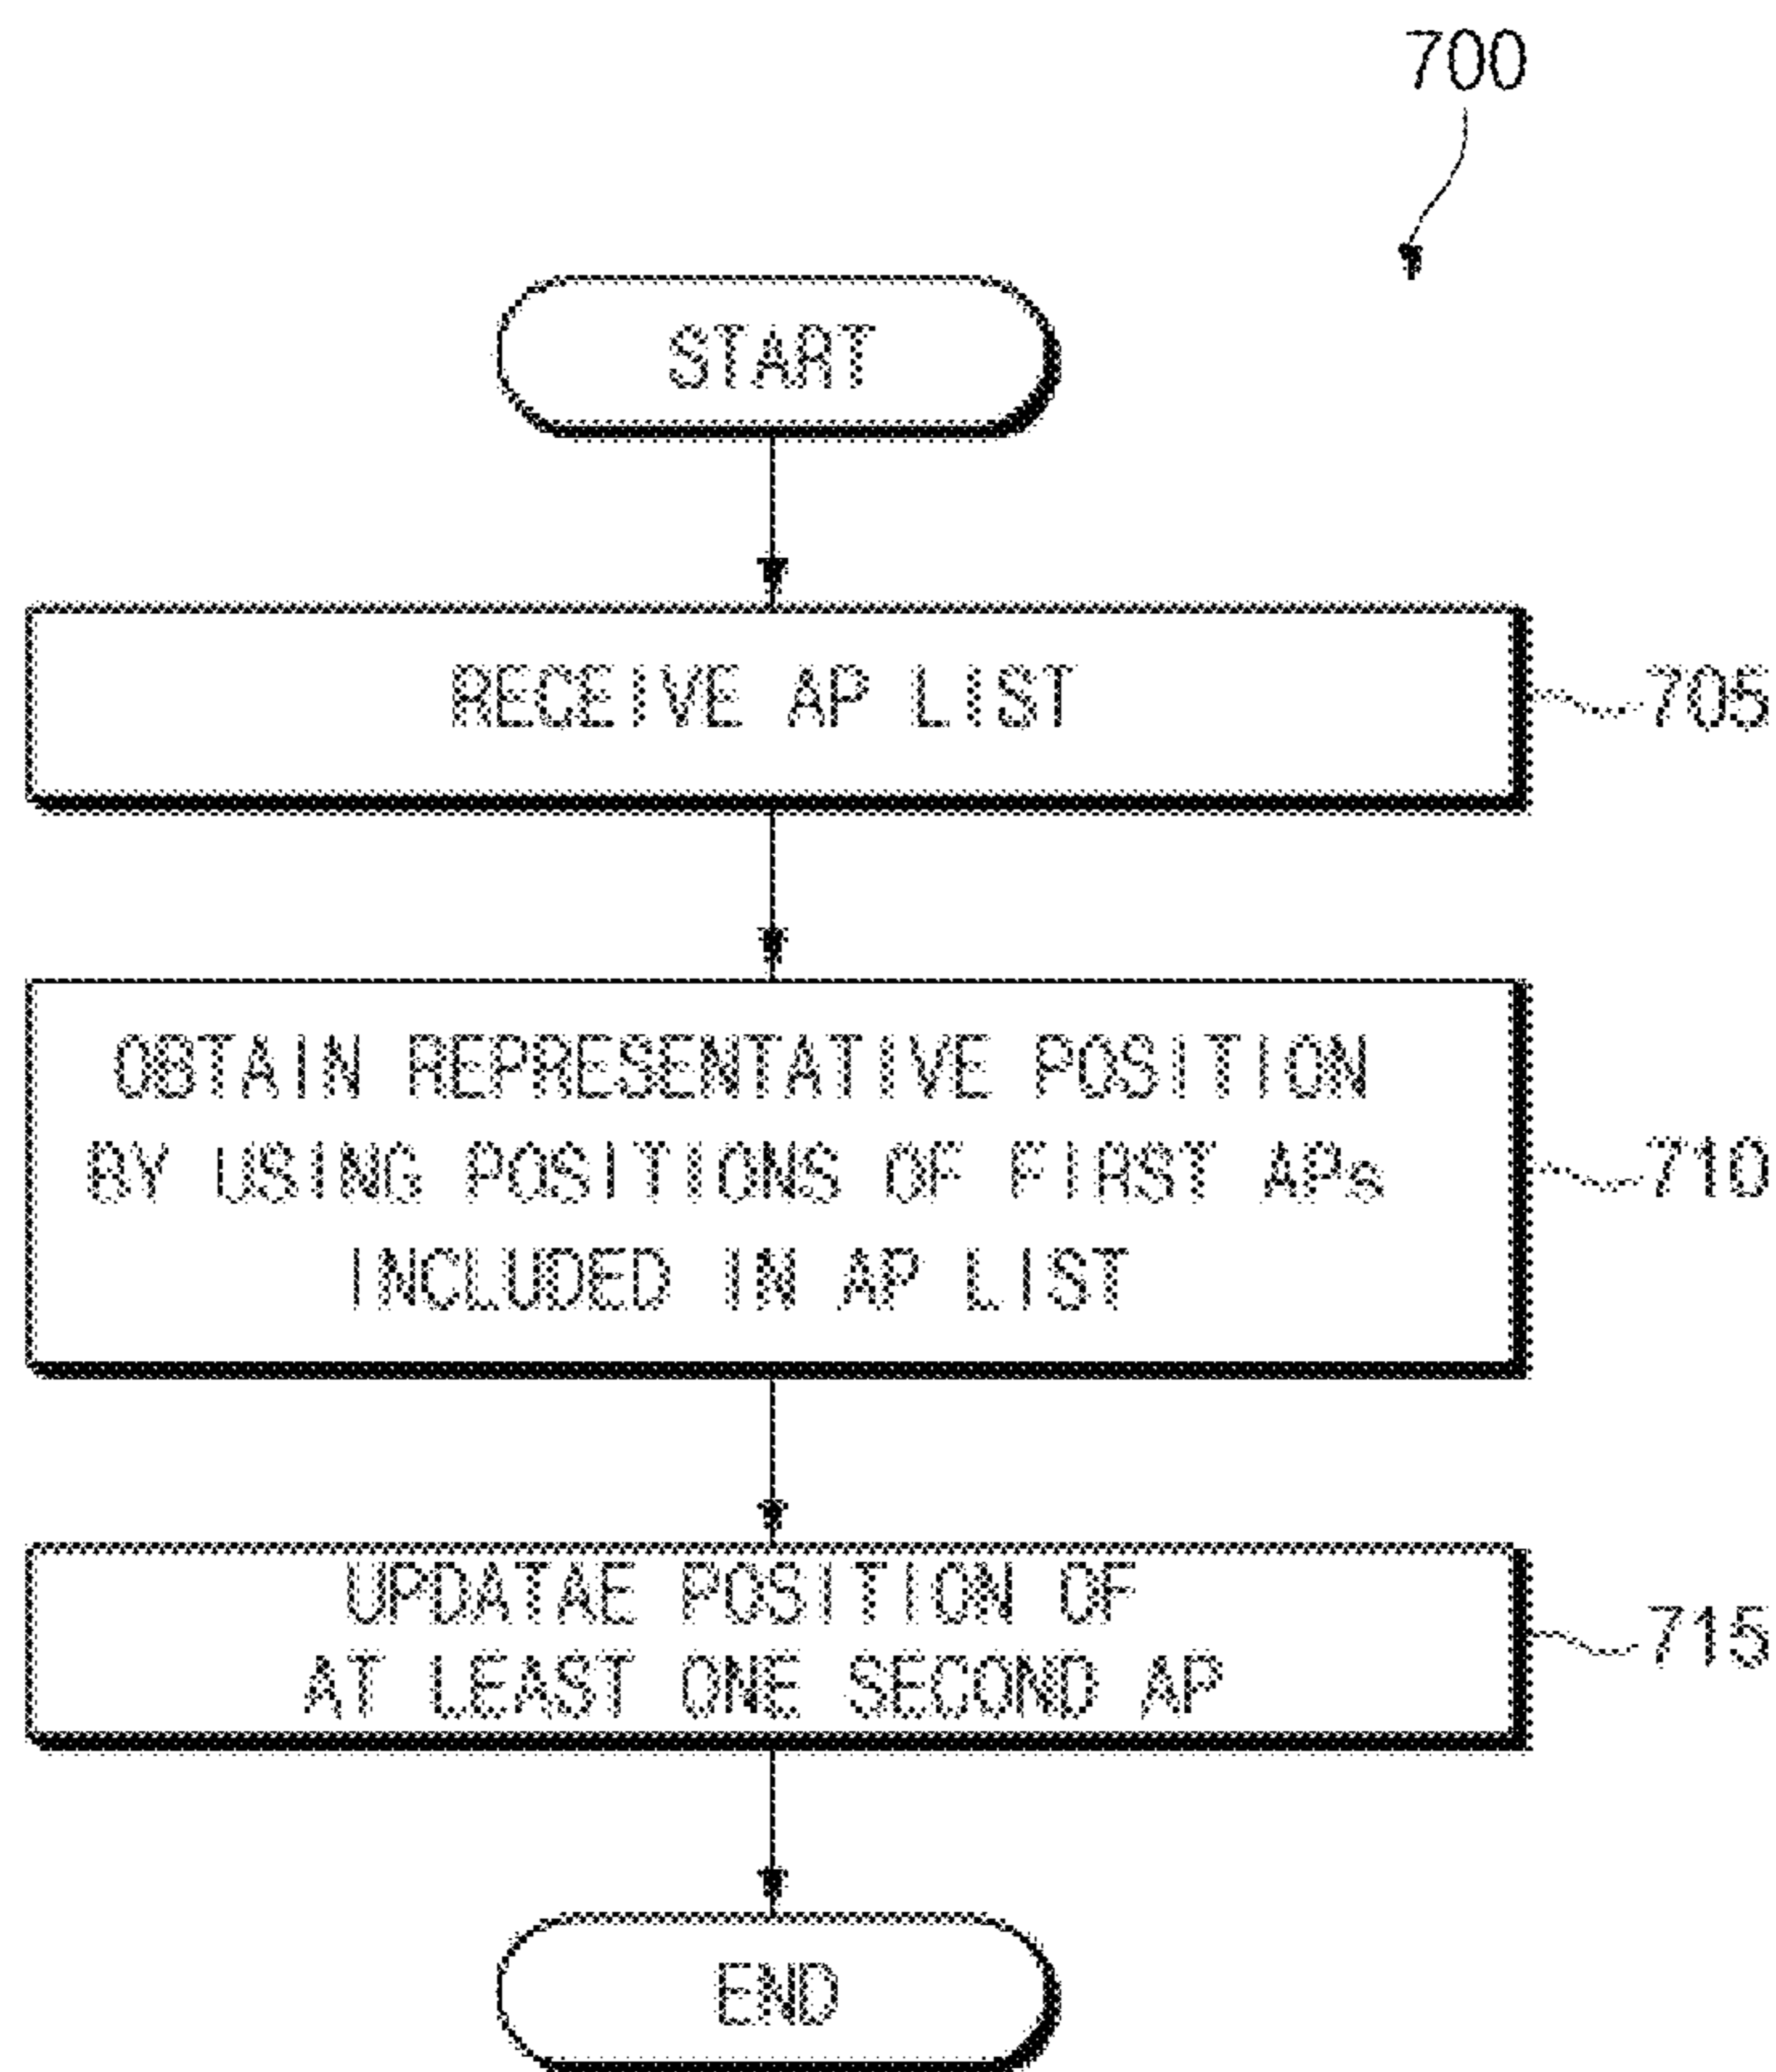 700
START
RECEIVE AP LIST
705
OBTAIN REPRESENTATIVE POSITION
BY USING POSITIONS OF FIRST APs
INCLUDED IN AP LIST
710
UPDATAE POSITION OF
AT LEAST ONE SECOND AP
715
END